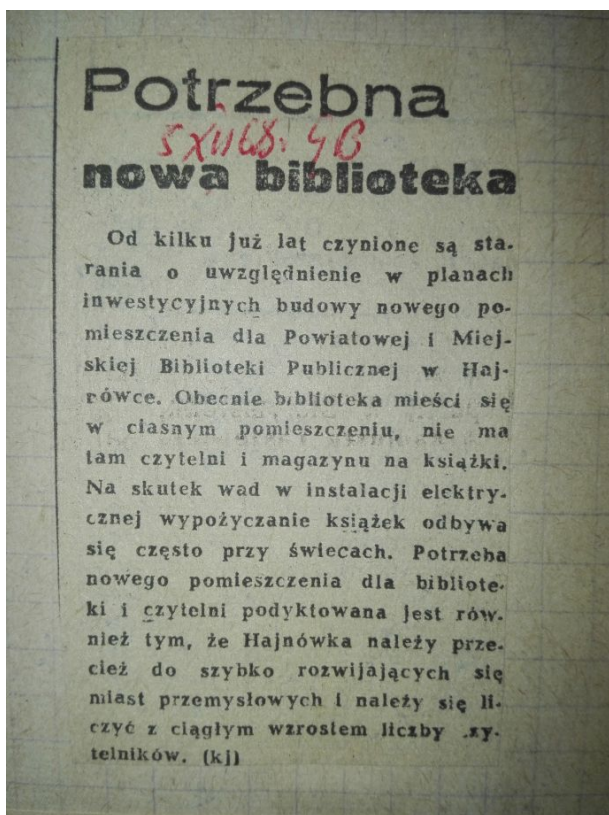 Potrzebna
5 XII 68. GB
nowa biblioteka
Od kilku już lat czynione są sta-
rania o uwzględnienie w planach
inwestycyjnych budowy nowego po-
mieszczenia dla Powiatowej i Miej-
skiej Biblioteki Publicznej w Haj-
nówce. Obecnie biblioteka mieści się
w ciasnym pomieszczeniu, nie ma
tam czytelni i magazynu na książki.
Na skutek wad w instalacji elektry-
cznej wypożyczanie książek odbywa
się często przy świecach. Potrzeba
nowego pomieszczenia dla bibliote-
ki i czytelni podyktowana jest rów-
nież tym, że Hajnówka należy prze-
cież do szybko rozwijających się
miast przemysłowych i należy się li-
czyć z ciągłym wzrostem liczby czy-
telników. (kj)